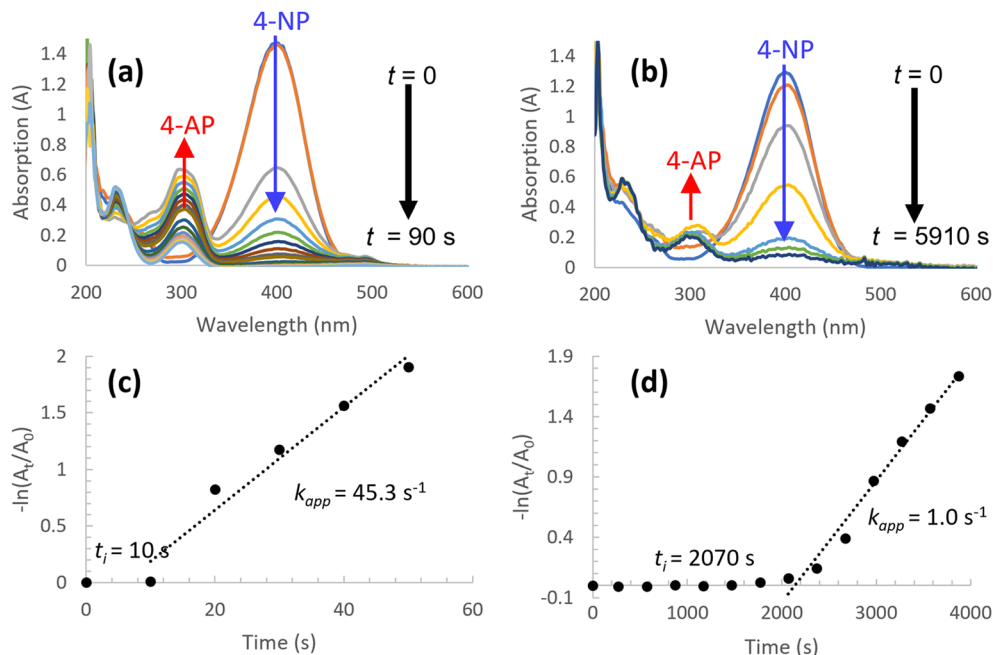 (a)
4-NP
4-AP
t = 0
t = 90 s
Absorption (A)
1.4
1.2
1
0.8
0.6
0.4
0.2
0
200
300
400
500
600
Wavelength (nm)
(b)
4-NP
4-AP
t = 0
t = 5910 s
Absorption (A)
1.4
1.2
1
0.8
0.6
0.4
0.2
0
200
300
400
500
600
Wavelength (nm)
(c)
-ln(At/A0)
2
1.5
1
0.5
0
kapp = 45.3 s-1
ti = 10 s
0
20
40
60
Time (s)
(d)
-ln(At/A0)
1.9
1.4
0.9
0.4
-0.1
kapp = 1.0 s-1
ti = 2070 s
0
1000
2000
3000
4000
Time (s)